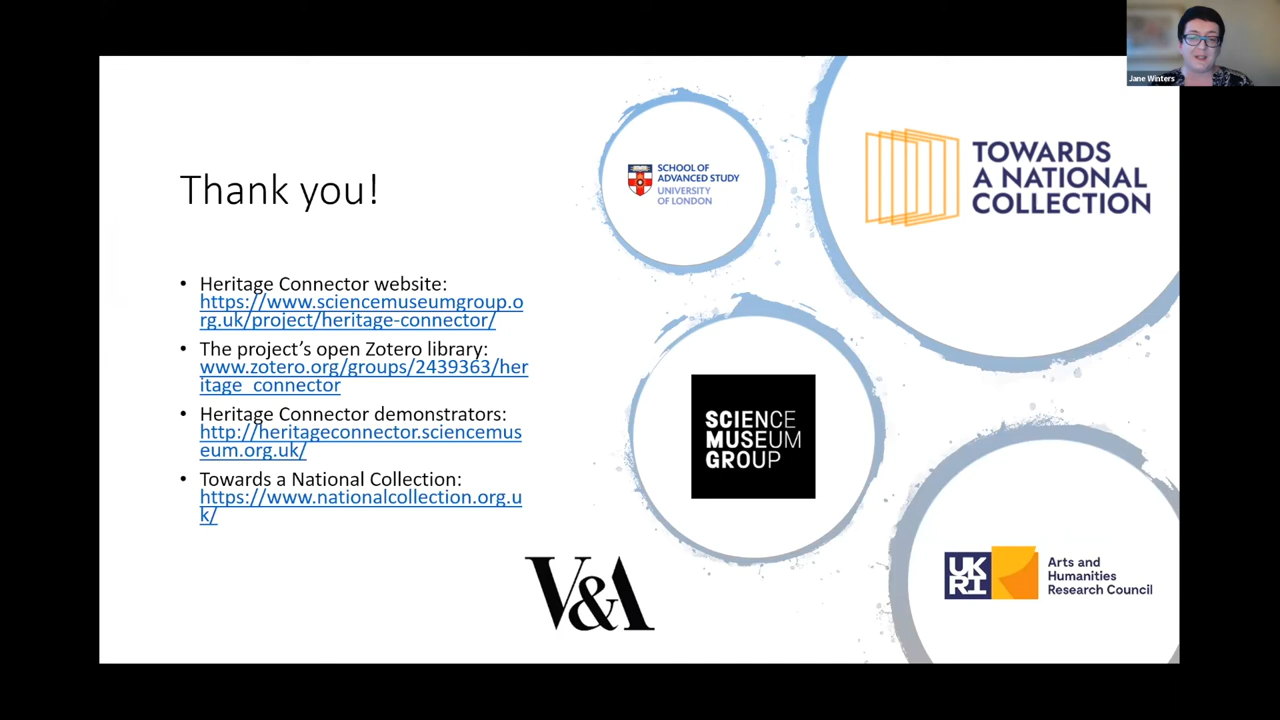 Jane Winters
Thank you!
• Heritage Connector website:
https://www.sciencemuseumgroup.o
rg.uk/project/heritage-connector/
• The project’s open Zotero library:
www.zotero.org/groups/2439363/her
itage_connector
• Heritage Connector demonstrators:
http://heritageconnector.sciencemus
eum.org.uk/
• Towards a National Collection:
https://www.nationalcollection.org.u
k/
SCHOOL OF
ADVANCED STUDY
UNIVERSITY
OF LONDON
TOWARDS
A NATIONAL
COLLECTION
SCIENCE
MUSEUM
GROUP
V&A
UK
RI
Arts and
Humanities
Research Council